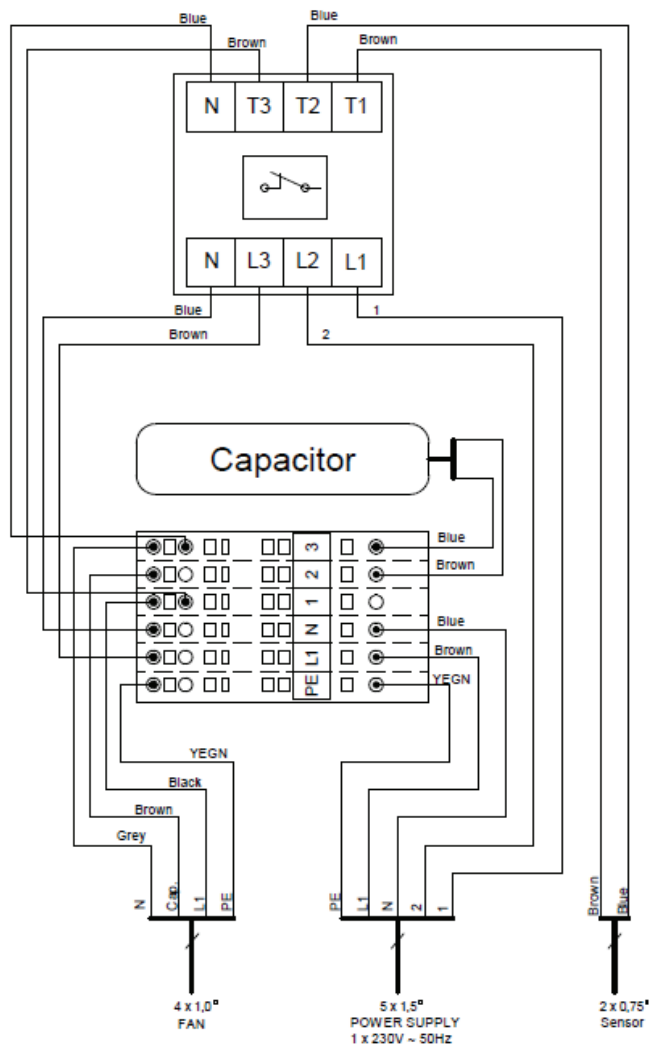 Blue
Blue
Brown
Brown
N T3 T2 T1
N L3 L2 L1
Blue
1
Brown
2
Capacitor
3
Blue
2
Brown
1
N
Blue
L1
Brown
PE
YEGN
YEGN
Black
Brown
Grey
N Cap. L1 PE
PE L1 N 2 1
Brown Blue
4 x 1,0¤
FAN
5 x 1,5¤
POWER SUPPLY
1 x 230V ~ 50Hz
2 x 0,75¤
Sensor